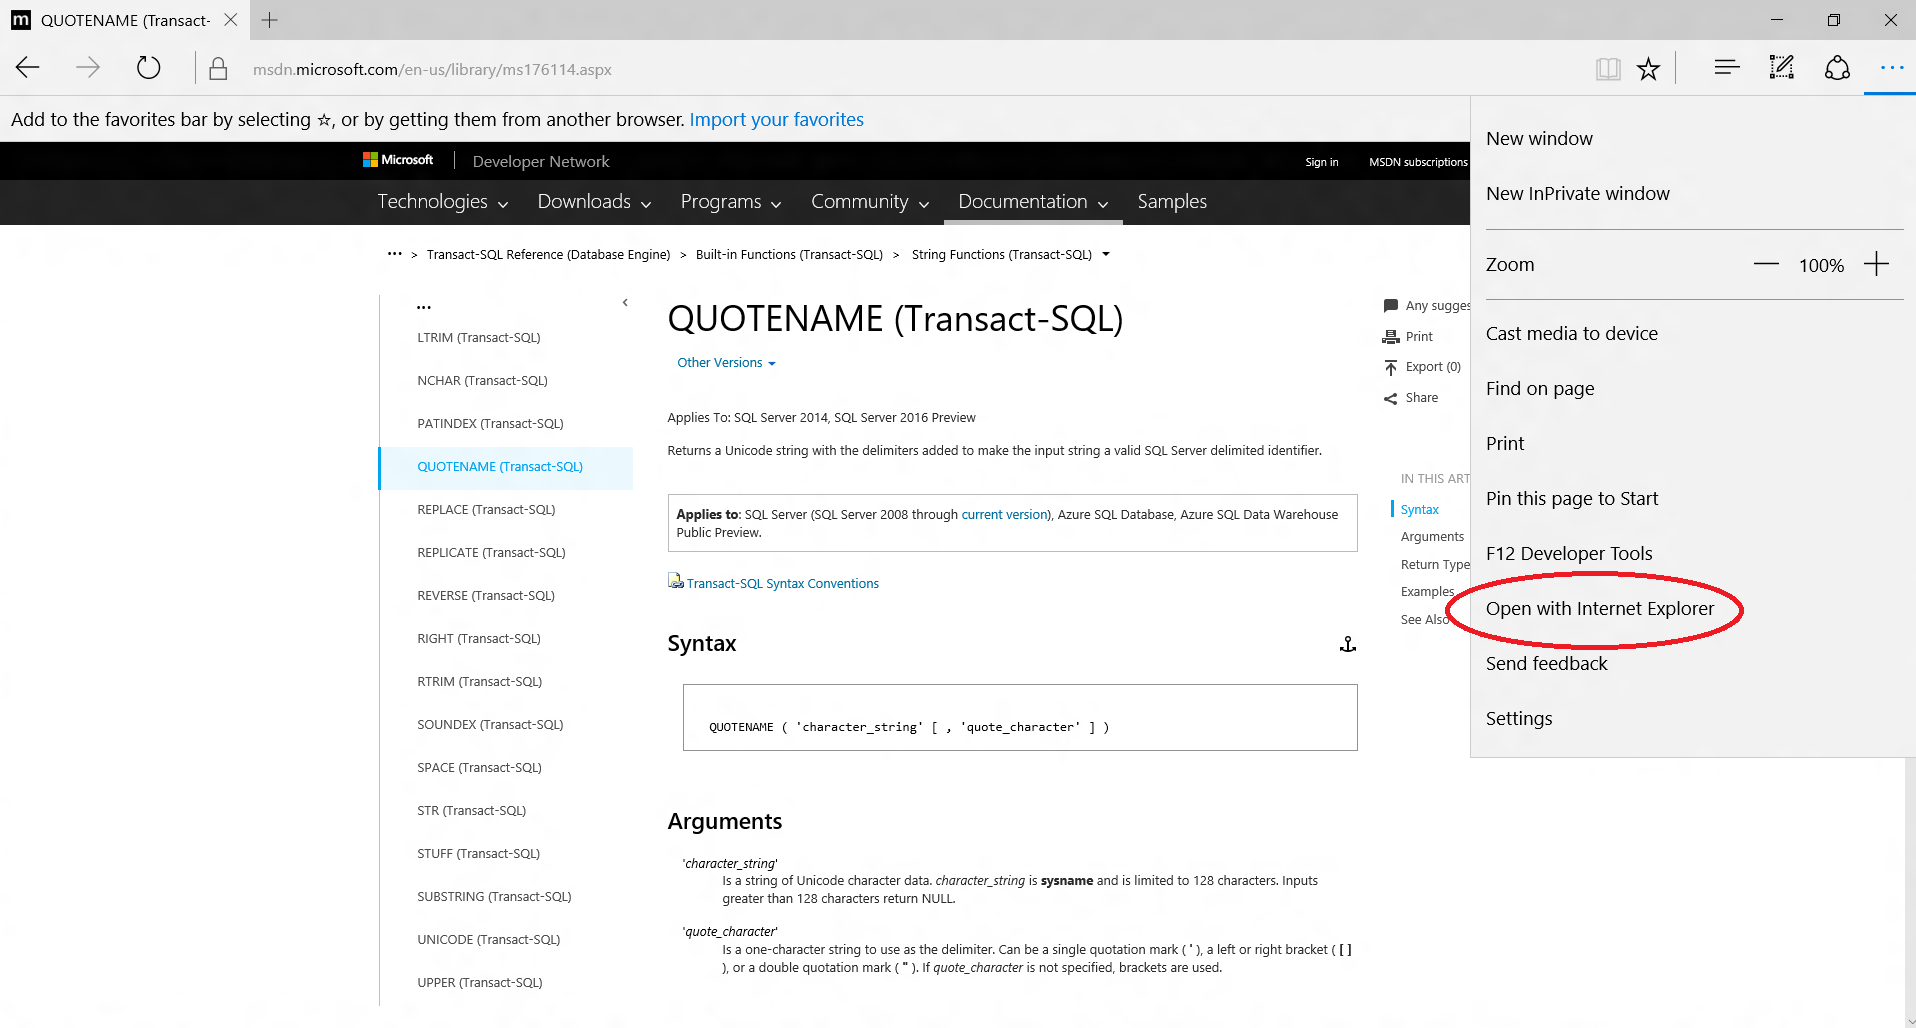 m QUOTENAME (Transact-
msdn.microsoft.com/en-us/library/ms176114.aspx
Add to the favorites bar by selecting ☆, or by getting them from another browser. Import your favorites
Microsoft | Developer Network
Sign in MSDN subscriptions
Technologies Downloads Programs Community Documentation Samples
... > Transact-SQL Reference (Database Engine) > Built-in Functions (Transact-SQL) > String Functions (Transact-SQL)
...
LTRIM (Transact-SQL)
NCHAR (Transact-SQL)
PATINDEX (Transact-SQL)
QUOTENAME (Transact-SQL)
REPLACE (Transact-SQL)
REPLICATE (Transact-SQL)
REVERSE (Transact-SQL)
RIGHT (Transact-SQL)
RTRIM (Transact-SQL)
SOUNDEX (Transact-SQL)
SPACE (Transact-SQL)
STR (Transact-SQL)
STUFF (Transact-SQL)
SUBSTRING (Transact-SQL)
UNICODE (Transact-SQL)
UPPER (Transact-SQL)
QUOTENAME (Transact-SQL)
Other Versions
Applies To: SQL Server 2014, SQL Server 2016 Preview
Returns a Unicode string with the delimiters added to make the input string a valid SQL Server delimited identifier.
Applies to: SQL Server (SQL Server 2008 through current version), Azure SQL Database, Azure SQL Data Warehouse
Public Preview.
Transact-SQL Syntax Conventions
Syntax
QUOTENAME ( 'character_string' [ , 'quote_character' ] )
Arguments
'character_string'
Is a string of Unicode character data. character_string is sysname and is limited to 128 characters. Inputs
greater than 128 characters return NULL.
'quote_character'
Is a one-character string to use as the delimiter. Can be a single quotation mark ( ' ), a left or right bracket ( [ ]
), or a double quotation mark ( " ). If quote_character is not specified, brackets are used.
Any sugges
Print
Export (0)
Share
IN THIS ART
Syntax
Arguments
Return Type
Examples
See Also
New window
New InPrivate window
Zoom 100%
Cast media to device
Find on page
Print
Pin this page to Start
F12 Developer Tools
Open with Internet Explorer
Send feedback
Settings